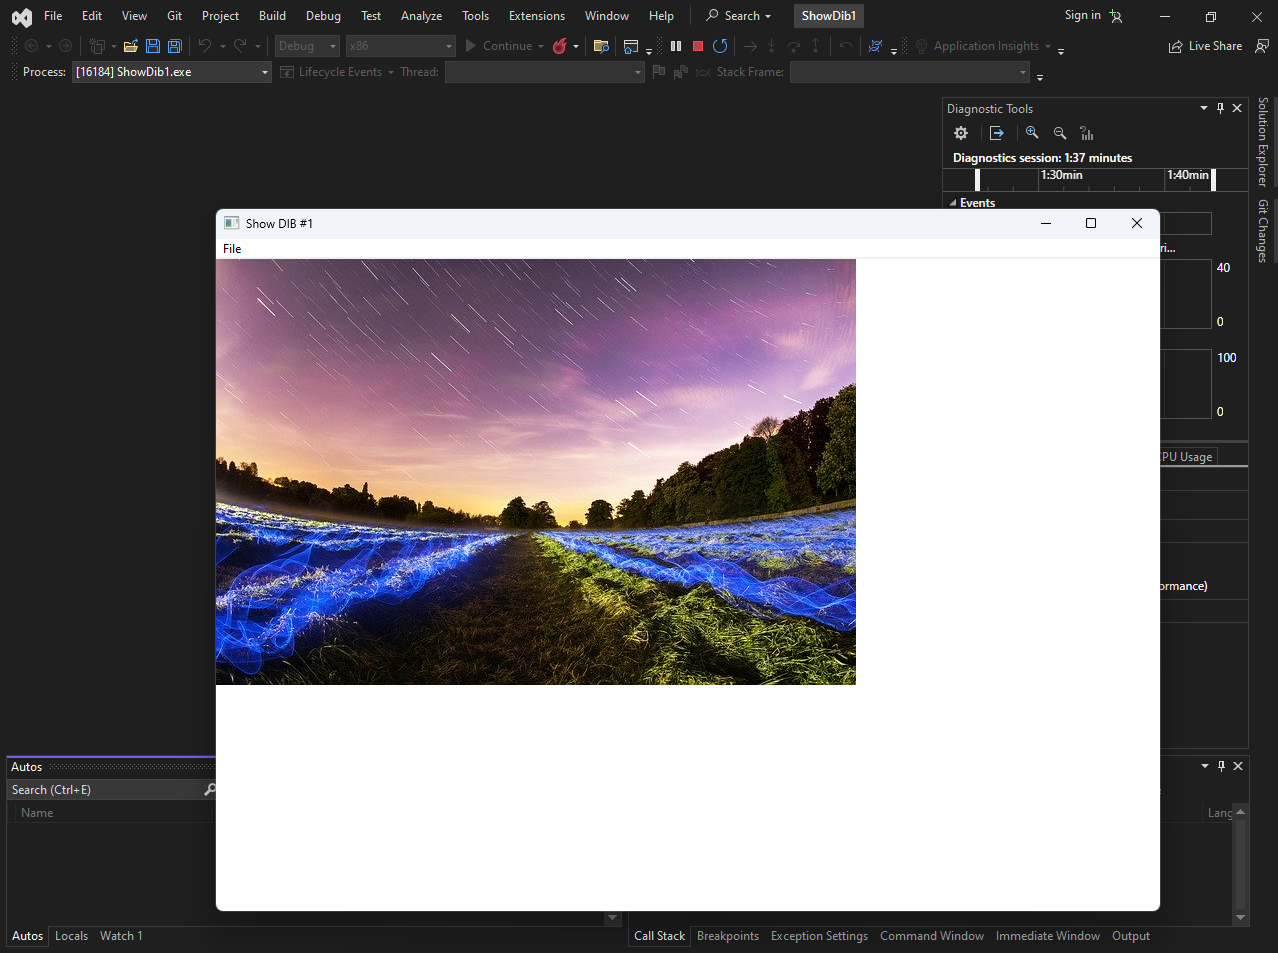 File Edit View Git Project Build Debug Test Analyze Tools Extensions Window Help Search ShowDib1 Sign in
Debug x86 Continue Application Insights Live Share
Process: [16184] ShowDib1.exe Lifecycle Events Thread: Stack Frame:
Diagnostic Tools
Diagnostics session: 1:37 minutes
1:30min 1:40min
Events
ri...
40
0
100
0
CPU Usage
ormance)
Solution Explorer
Git Changes
Show DIB #1
File
Autos
Search (Ctrl+E)
Name
Lang
Autos Locals Watch 1
Call Stack Breakpoints Exception Settings Command Window Immediate Window Output